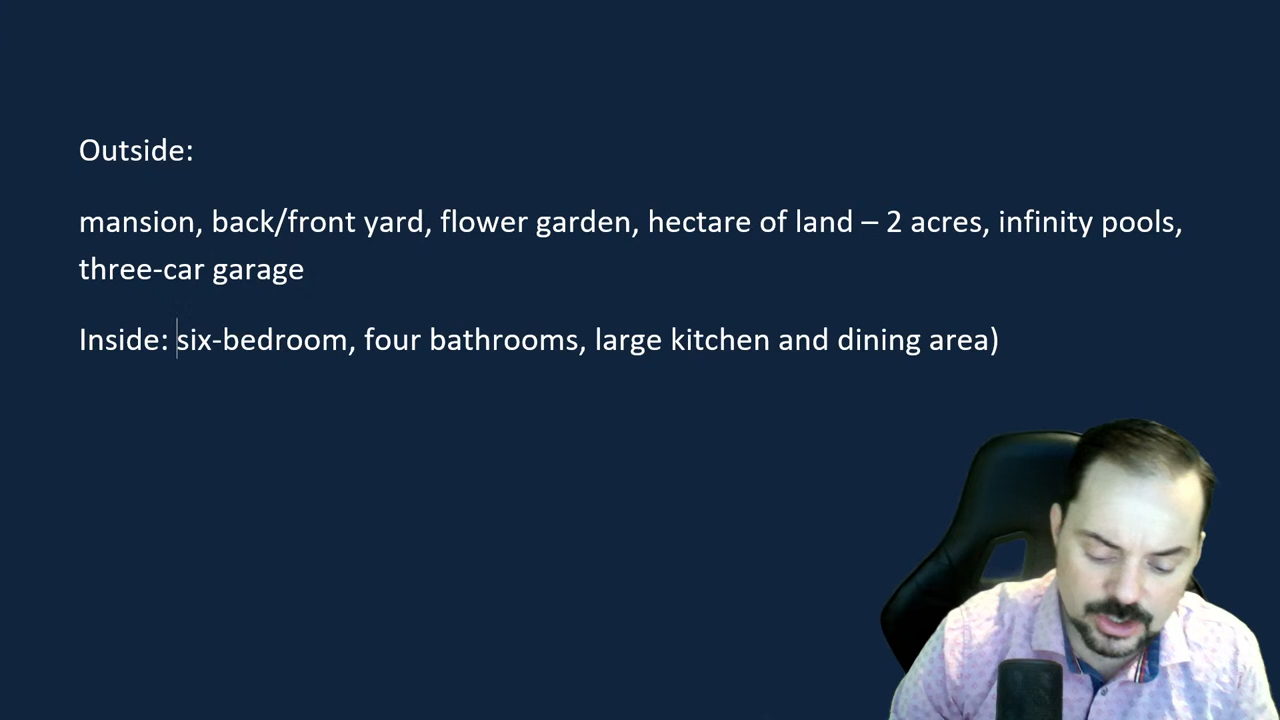 Outside:
mansion, back/front yard, flower garden, hectare of land – 2 acres, infinity pools,
three-car garage
Inside: six-bedroom, four bathrooms, large kitchen and dining area)